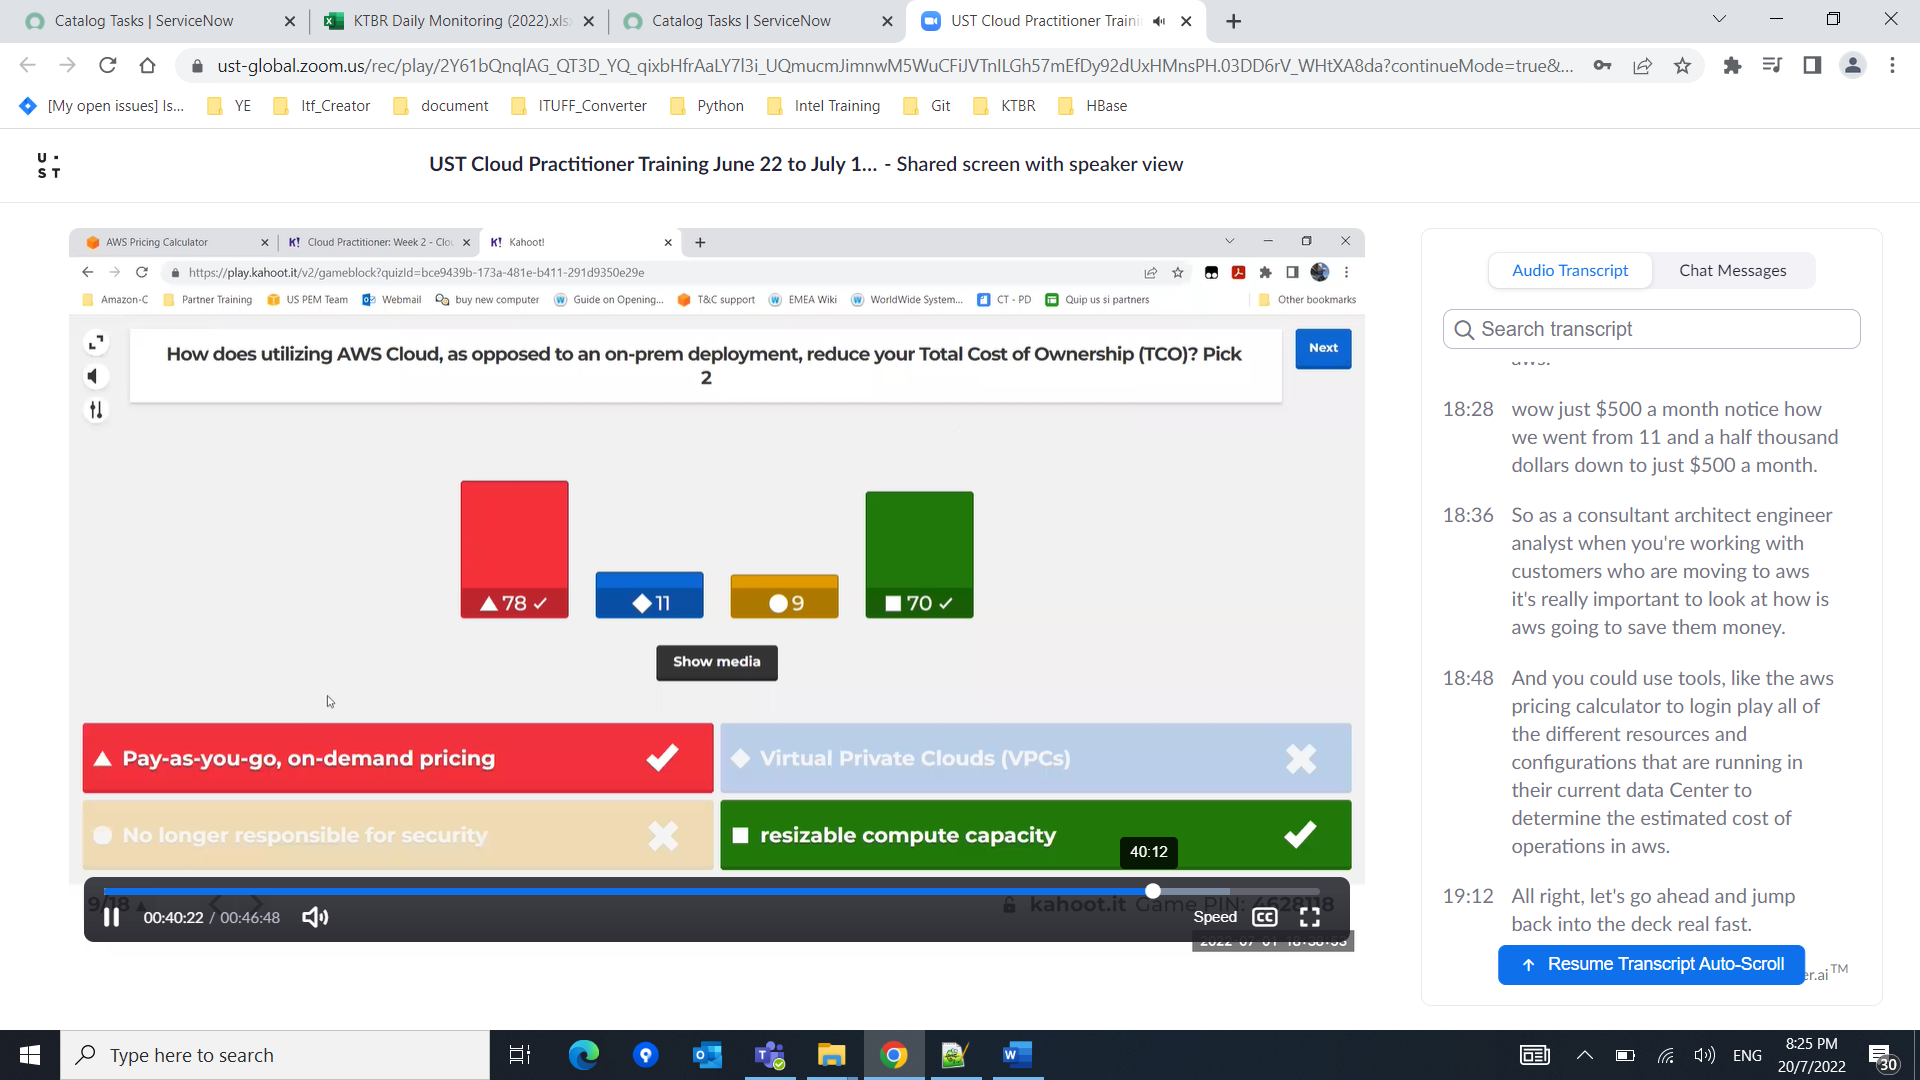 Catalog Tasks | ServiceNow
KTBR Daily Monitoring (2022).xls
Catalog Tasks | ServiceNow
UST Cloud Practitioner Traini
ust-global.zoom.us/rec/play/2Y61bQnqlAG_QT3D_YQ_qixbHfrAaLY7l3i_UQmucmJimnwM5WuCFiJVTnILGh57mEfDy92dUxHMnsPH.03DD6rV_WHtXA8da?continueMode=true&...
[My open issues] Is...
YE
Itf_Creator
document
ITUFF_Converter
Python
Intel Training
Git
KTBR
HBase
U ·
S T
UST Cloud Practitioner Training June 22 to July 1... - Shared screen with speaker view
AWS Pricing Calculator
K! Cloud Practitioner: Week 2 - Clo
K! Kahoot!
https://play.kahoot.it/v2/gameblock?quizId=bce9439b-173a-481e-b411-291d9350e29e
Amazon-C
Partner Training
US PEM Team
Webmail
buy new computer
Guide on Opening...
T&C support
EMEA Wiki
WorldWide System...
CT - PD
Quip us si partners
Other bookmarks
How does utilizing AWS Cloud, as opposed to an on-prem deployment, reduce your Total Cost of Ownership (TCO)? Pick
2
Next
78
11
9
70
Show media
Pay-as-you-go, on-demand pricing
Virtual Private Clouds (VPCs)
No longer responsible for security
resizable compute capacity
40:12
9/18
kahoot.it Game PIN: 4628118
00:40:22 / 00:46:48
Speed
CC
Audio Transcript
Chat Messages
Search transcript
aws.
18:28 wow just $500 a month notice how
we went from 11 and a half thousand
dollars down to just $500 a month.
18:36 So as a consultant architect engineer
analyst when you're working with
customers who are moving to aws
it's really important to look at how is
aws going to save them money.
18:48 And you could use tools, like the aws
pricing calculator to login play all of
the different resources and
configurations that are running in
their current data Center to
determine the estimated cost of
operations in aws.
19:12 All right, let's go ahead and jump
back into the deck real fast.
Resume Transcript Auto-Scroll
er.ai™
Type here to search
ENG
8:25 PM
20/7/2022
30